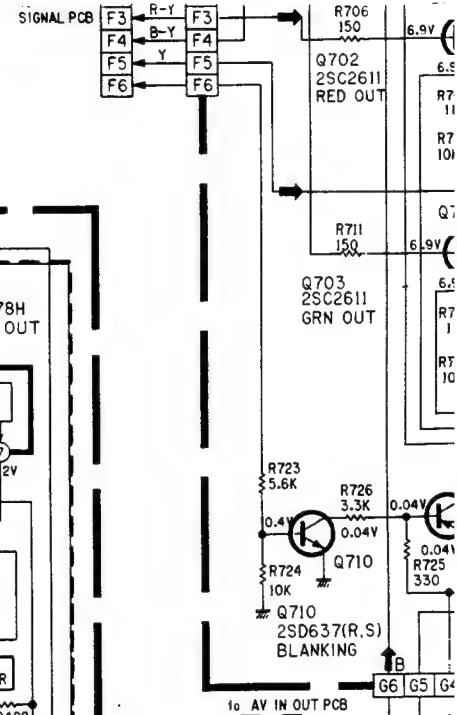 SIGNAL PCB
F3 R-Y F3
F4 B-Y F4
F5 Y F5
F6 F6
R706
150
6.9V
Q702
2SC2611
RED OUT
R711
150
6.9V
Q703
2SC2611
GRN OUT
78H
OUT
2V
R723
5.6K
R726
3.3K
0.04V
0.4V
0.04V
Q710
0.04V
R725
330
R724
10K
Q710
2SD637(R,S)
BLANKING
R
B
G6 G5 G4
to AV IN OUT PCB